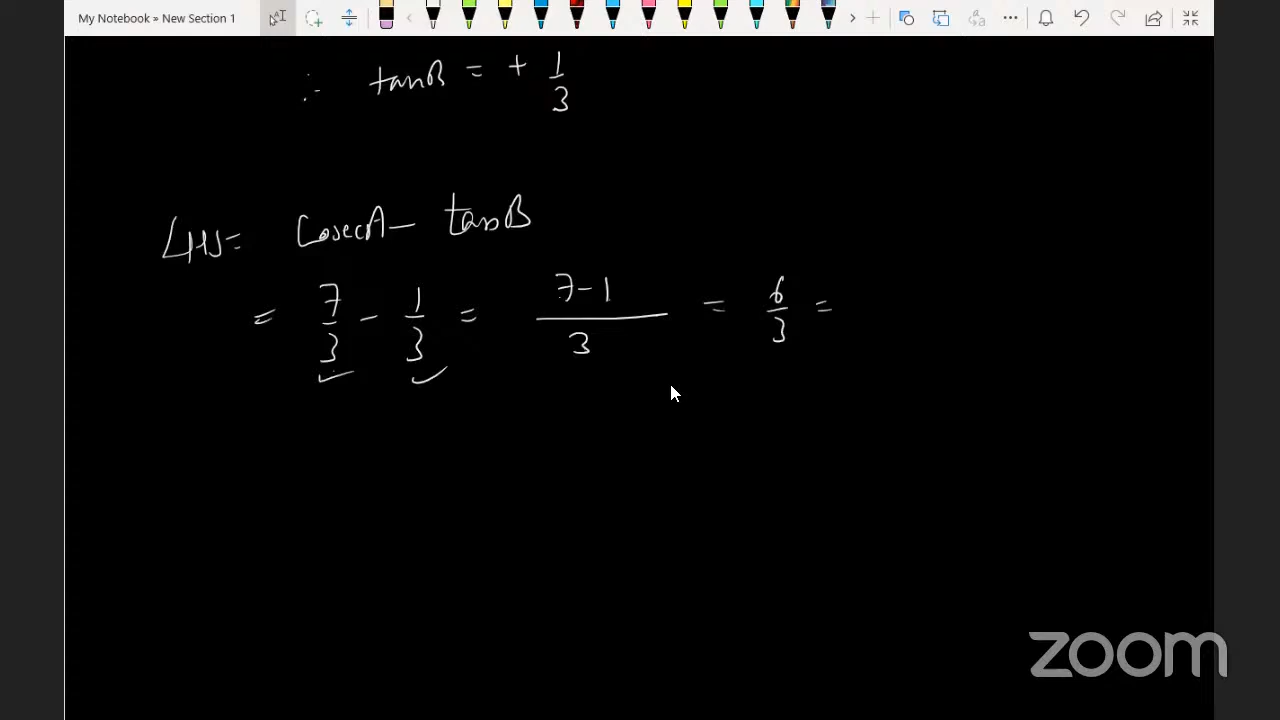 My Notebook » New Section 1
∴ tanB = + 1/3
LHS = CosecA - tanB
= 7/3 - 1/3 = 7-1/3 = 6/3 =
zoom